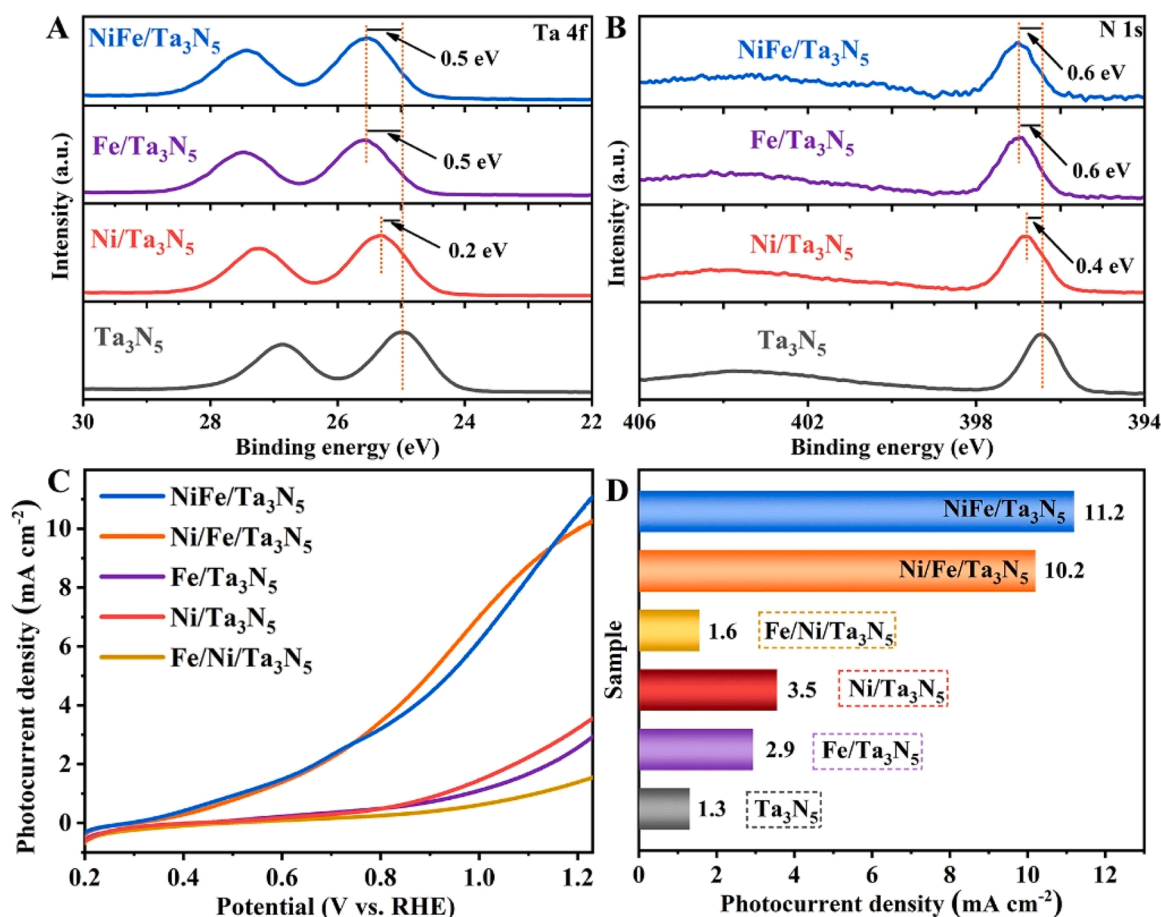 A
Ta 4f
NiFe/Ta₃N₅
0.5 eV
Fe/Ta₃N₅
0.5 eV
Ni/Ta₃N₅
0.2 eV
Ta₃N₅
Intensity (a.u.)
30 28 26 24 22
Binding energy (eV)
B
N 1s
NiFe/Ta₃N₅
0.6 eV
Fe/Ta₃N₅
0.6 eV
Ni/Ta₃N₅
0.4 eV
Ta₃N₅
Intensity (a.u.)
406 402 398 394
Binding energy (eV)
C
NiFe/Ta₃N₅
Ni/Fe/Ta₃N₅
Fe/Ta₃N₅
Ni/Ta₃N₅
Fe/Ni/Ta₃N₅
Photocurrent density (mA cm⁻²)
10
8
6
4
2
0
0.2 0.4 0.6 0.8 1.0 1.2
Potential (V vs. RHE)
D
NiFe/Ta₃N₅ 11.2
Ni/Fe/Ta₃N₅ 10.2
1.6 Fe/Ni/Ta₃N₅
3.5 Ni/Ta₃N₅
2.9 Fe/Ta₃N₅
1.3 Ta₃N₅
Sample
0 2 4 6 8 10 12
Photocurrent density (mA cm⁻²)